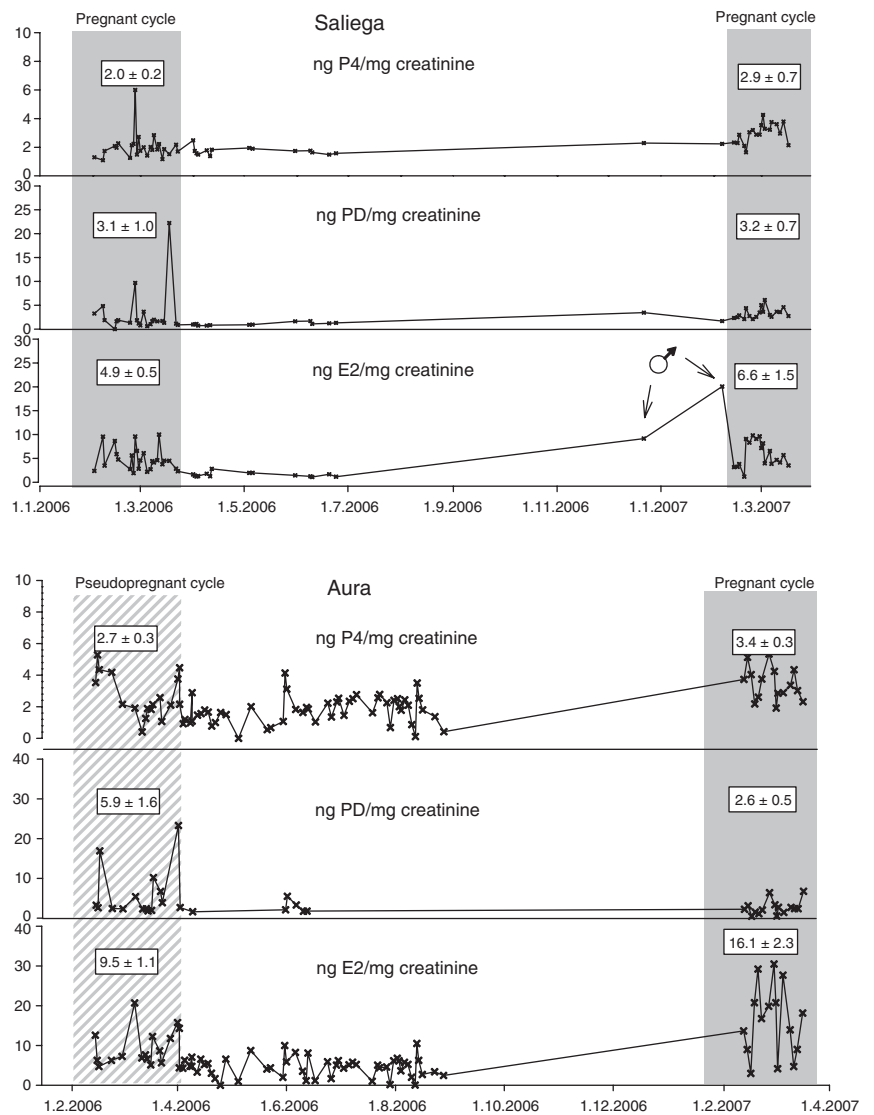 Pregnant cycle
Saliega
Pregnant cycle
10
8
6
4
2
0
ng P4/mg creatinine
2.0 ± 0.2
2.9 ± 0.7
30
25
20
15
10
5
0
ng PD/mg creatinine
3.1 ± 1.0
3.2 ± 0.7
30
25
20
15
10
5
0
ng E2/mg creatinine
4.9 ± 0.5
6.6 ± 1.5
1.1.2006 1.3.2006 1.5.2006 1.7.2006 1.9.2006 1.11.2006 1.1.2007 1.3.2007
Pseudopregnant cycle
Aura
Pregnant cycle
10
8
6
4
2
0
ng P4/mg creatinine
2.7 ± 0.3
3.4 ± 0.3
40
30
20
10
0
ng PD/mg creatinine
5.9 ± 1.6
2.6 ± 0.5
40
30
20
10
0
ng E2/mg creatinine
9.5 ± 1.1
16.1 ± 2.3
1.2.2006 1.4.2006 1.6.2006 1.8.2006 1.10.2006 1.12.2006 1.2.2007 1.4.2007